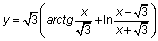 y = √3 ( arctg x/√3 + ln (x − √3)/(x + √3) )